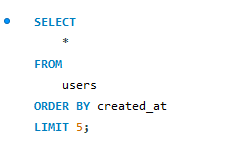 SELECT
    *
FROM
    users
ORDER BY created_at
LIMIT 5;